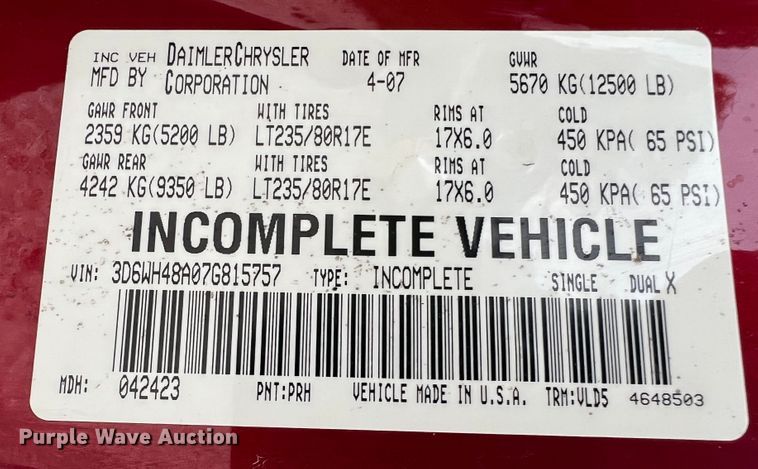 INC VEH DAIMLERCHRYSLER DATE OF MFR GVWR
MFD BY CORPORATION 4-07 5670 KG(12500 LB)
GAWR FRONT WITH TIRES RIMS AT COLD
2359 KG(5200 LB) LT235/80R17E 17X6.0 450 KPA( 65 PSI)
GAWR REAR WITH TIRES RIMS AT COLD
4242 KG(9350 LB) LT235/80R17E 17X6.0 450 KPA( 65 PSI)
INCOMPLETE VEHICLE
VIN: 3D6WH48A07G815757 TYPE: INCOMPLETE SINGLE DUAL X
MDH: 042423 PNT:PRH VEHICLE MADE IN U.S.A. TRM:VLD5 4648503
Purple Wave Auction